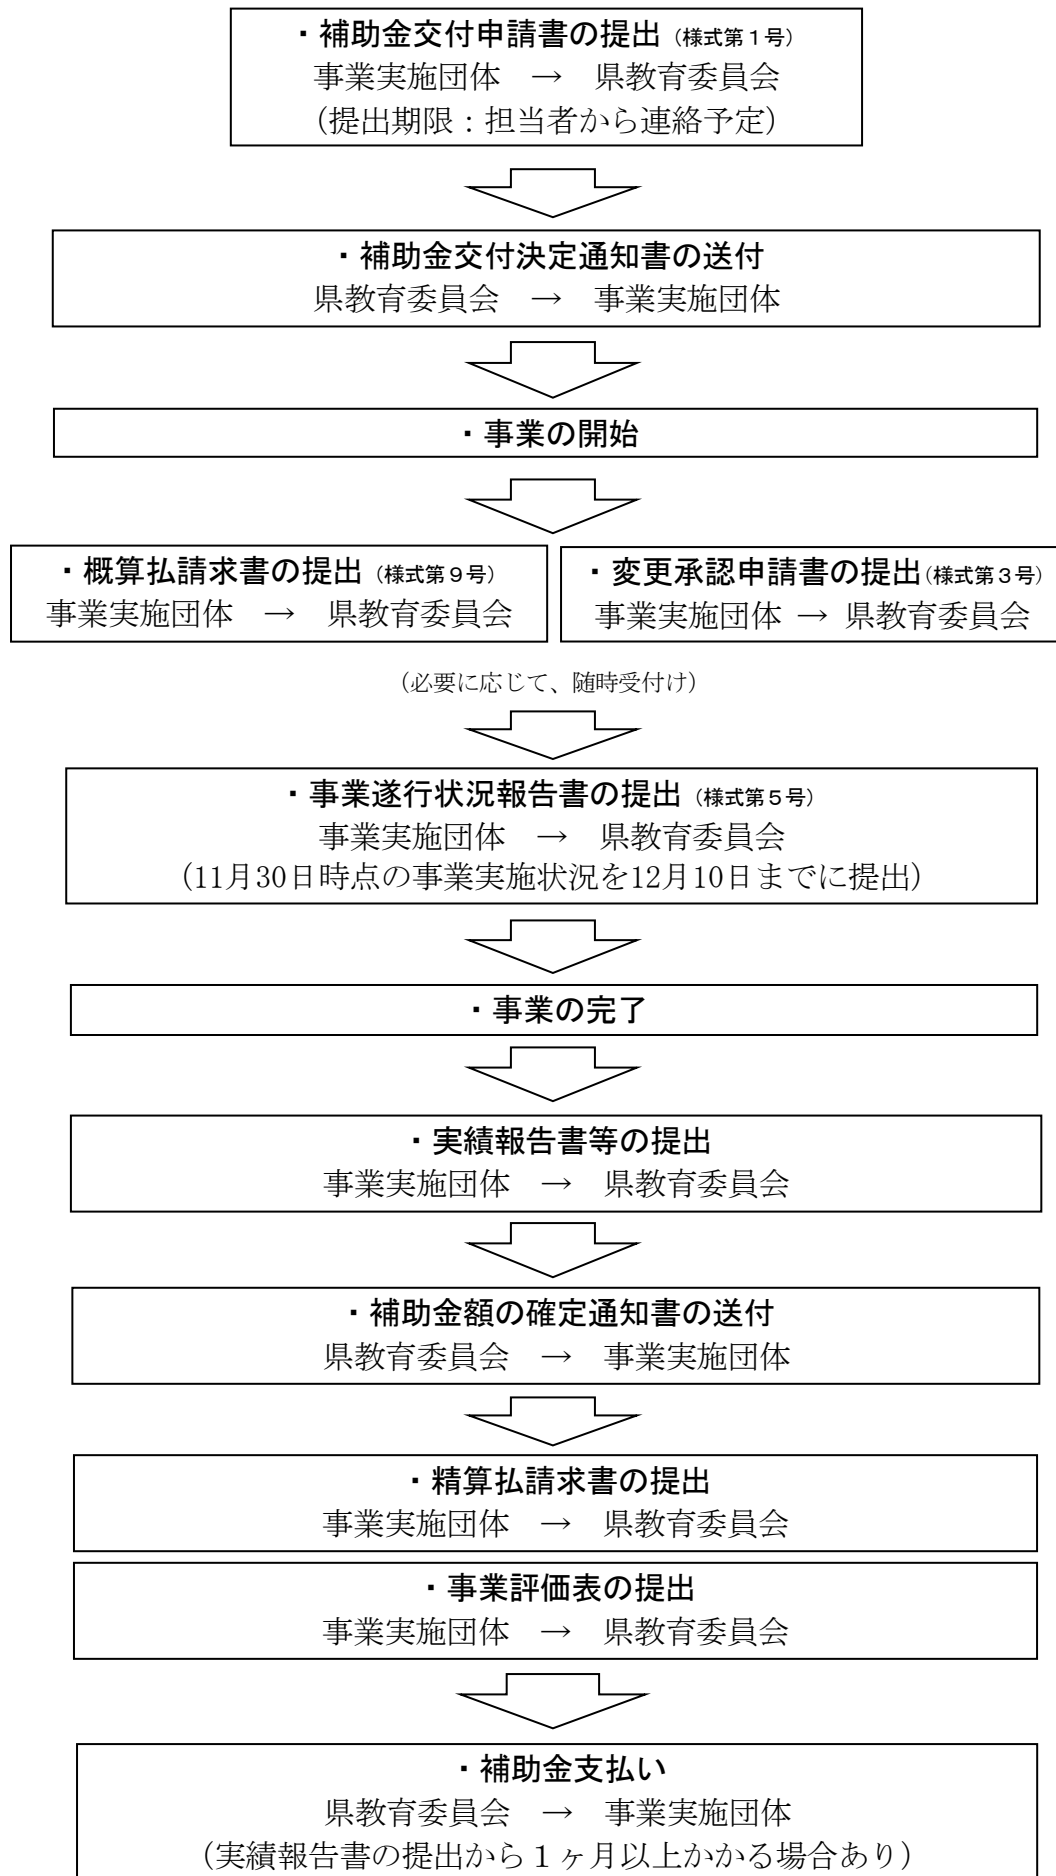 ・補助金交付申請書の提出（様式第１号）
事業実施団体　→　県教育委員会
（提出期限：担当者から連絡予定）
・補助金交付決定通知書の送付
県教育委員会　→　事業実施団体
・事業の開始
・概算払請求書の提出（様式第９号）
事業実施団体　→　県教育委員会
・変更承認申請書の提出（様式第３号）
事業実施団体 → 県教育委員会
（必要に応じて、随時受付け）
・事業遂行状況報告書の提出（様式第５号）
事業実施団体　→　県教育委員会
（11月30日時点の事業実施状況を12月10日までに提出）
・事業の完了
・実績報告書等の提出
事業実施団体　→　県教育委員会
・補助金額の確定通知書の送付
県教育委員会　→　事業実施団体
・精算払請求書の提出
事業実施団体　→　県教育委員会
・事業評価表の提出
事業実施団体　→　県教育委員会
・補助金支払い
県教育委員会　→　事業実施団体
（実績報告書の提出から１ヶ月以上かかる場合あり）